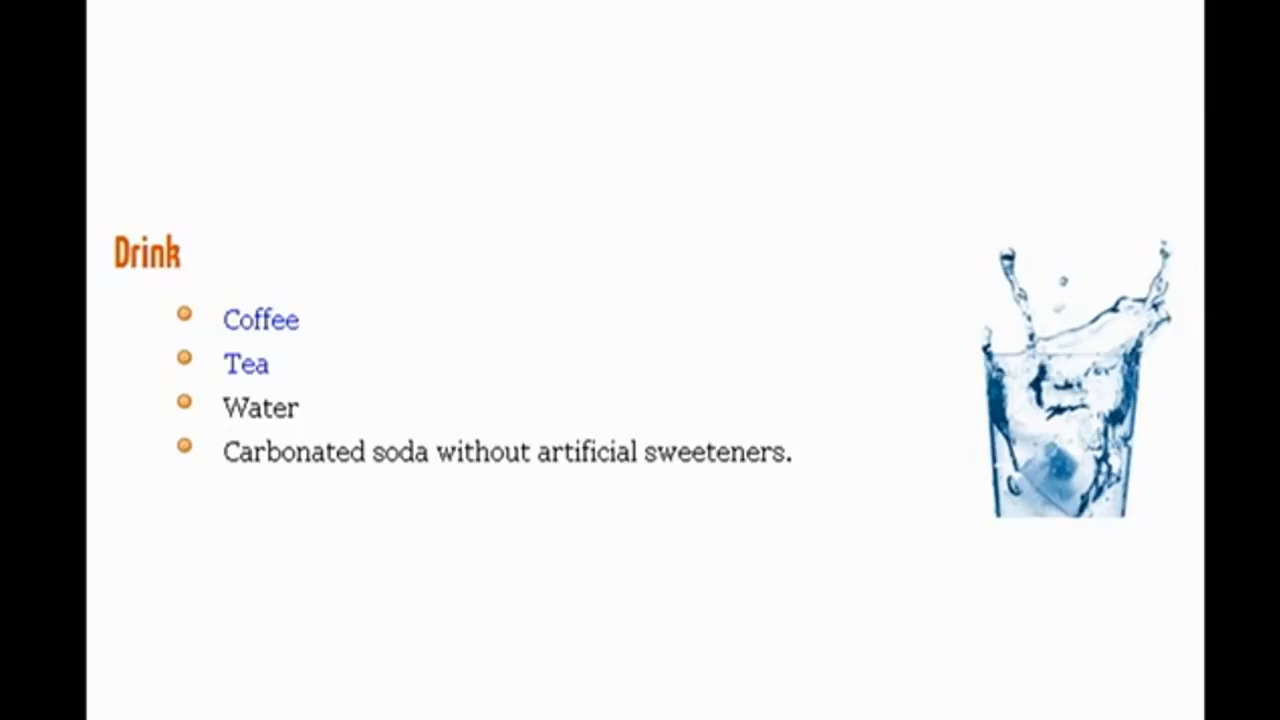 Drink
Coffee
Tea
Water
Carbonated soda without artificial sweeteners.